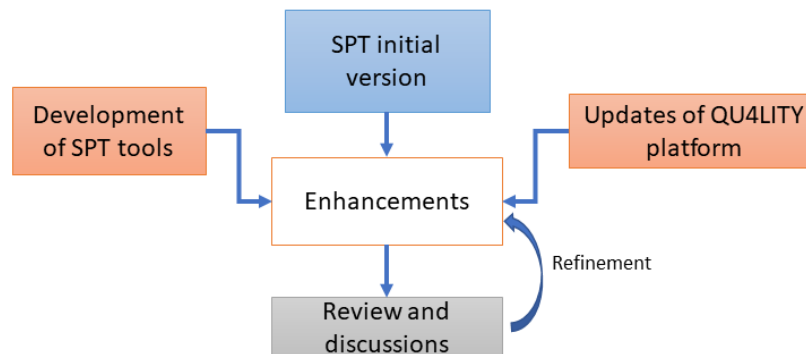 SPT initial
version
Development
of SPT tools
Updates of QU4LITY
platform
Enhancements
Refinement
Review and
discussions